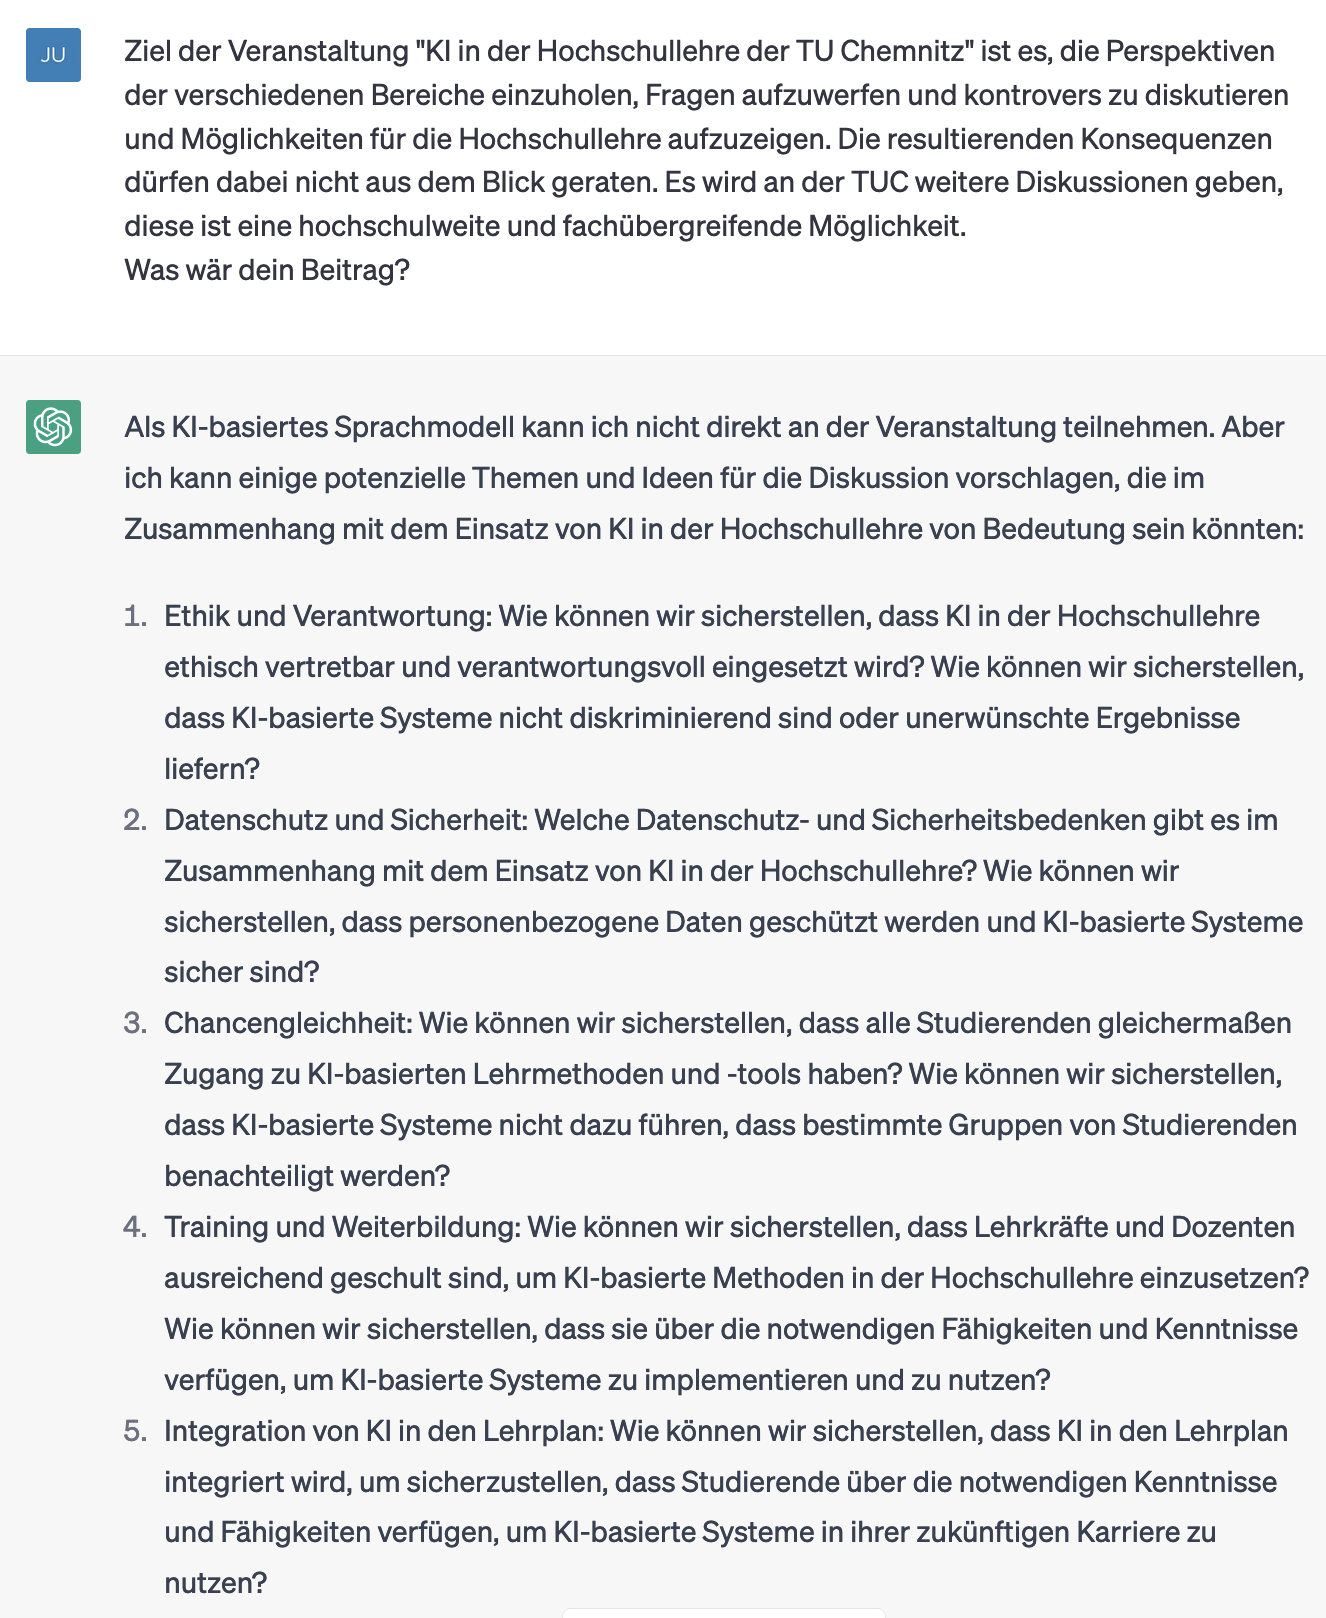 JU
Ziel der Veranstaltung "KI in der Hochschullehre der TU Chemnitz" ist es, die Perspektiven
der verschiedenen Bereiche einzuholen, Fragen aufzuwerfen und kontrovers zu diskutieren
und Möglichkeiten für die Hochschullehre aufzuzeigen. Die resultierenden Konsequenzen
dürfen dabei nicht aus dem Blick geraten. Es wird an der TUC weitere Diskussionen geben,
diese ist eine hochschulweite und fachübergreifende Möglichkeit.
Was wär dein Beitrag?
Als KI-basiertes Sprachmodell kann ich nicht direkt an der Veranstaltung teilnehmen. Aber
ich kann einige potenzielle Themen und Ideen für die Diskussion vorschlagen, die im
Zusammenhang mit dem Einsatz von KI in der Hochschullehre von Bedeutung sein könnten:
1. Ethik und Verantwortung: Wie können wir sicherstellen, dass KI in der Hochschullehre
ethisch vertretbar und verantwortungsvoll eingesetzt wird? Wie können wir sicherstellen,
dass KI-basierte Systeme nicht diskriminierend sind oder unerwünschte Ergebnisse
liefern?
2. Datenschutz und Sicherheit: Welche Datenschutz- und Sicherheitsbedenken gibt es im
Zusammenhang mit dem Einsatz von KI in der Hochschullehre? Wie können wir
sicherstellen, dass personenbezogene Daten geschützt werden und KI-basierte Systeme
sicher sind?
3. Chancengleichheit: Wie können wir sicherstellen, dass alle Studierenden gleichermaßen
Zugang zu KI-basierten Lehrmethoden und -tools haben? Wie können wir sicherstellen,
dass KI-basierte Systeme nicht dazu führen, dass bestimmte Gruppen von Studierenden
benachteiligt werden?
4. Training und Weiterbildung: Wie können wir sicherstellen, dass Lehrkräfte und Dozenten
ausreichend geschult sind, um KI-basierte Methoden in der Hochschullehre einzusetzen?
Wie können wir sicherstellen, dass sie über die notwendigen Fähigkeiten und Kenntnisse
verfügen, um KI-basierte Systeme zu implementieren und zu nutzen?
5. Integration von KI in den Lehrplan: Wie können wir sicherstellen, dass KI in den Lehrplan
integriert wird, um sicherzustellen, dass Studierende über die notwendigen Kenntnisse
und Fähigkeiten verfügen, um KI-basierte Systeme in ihrer zukünftigen Karriere zu
nutzen?